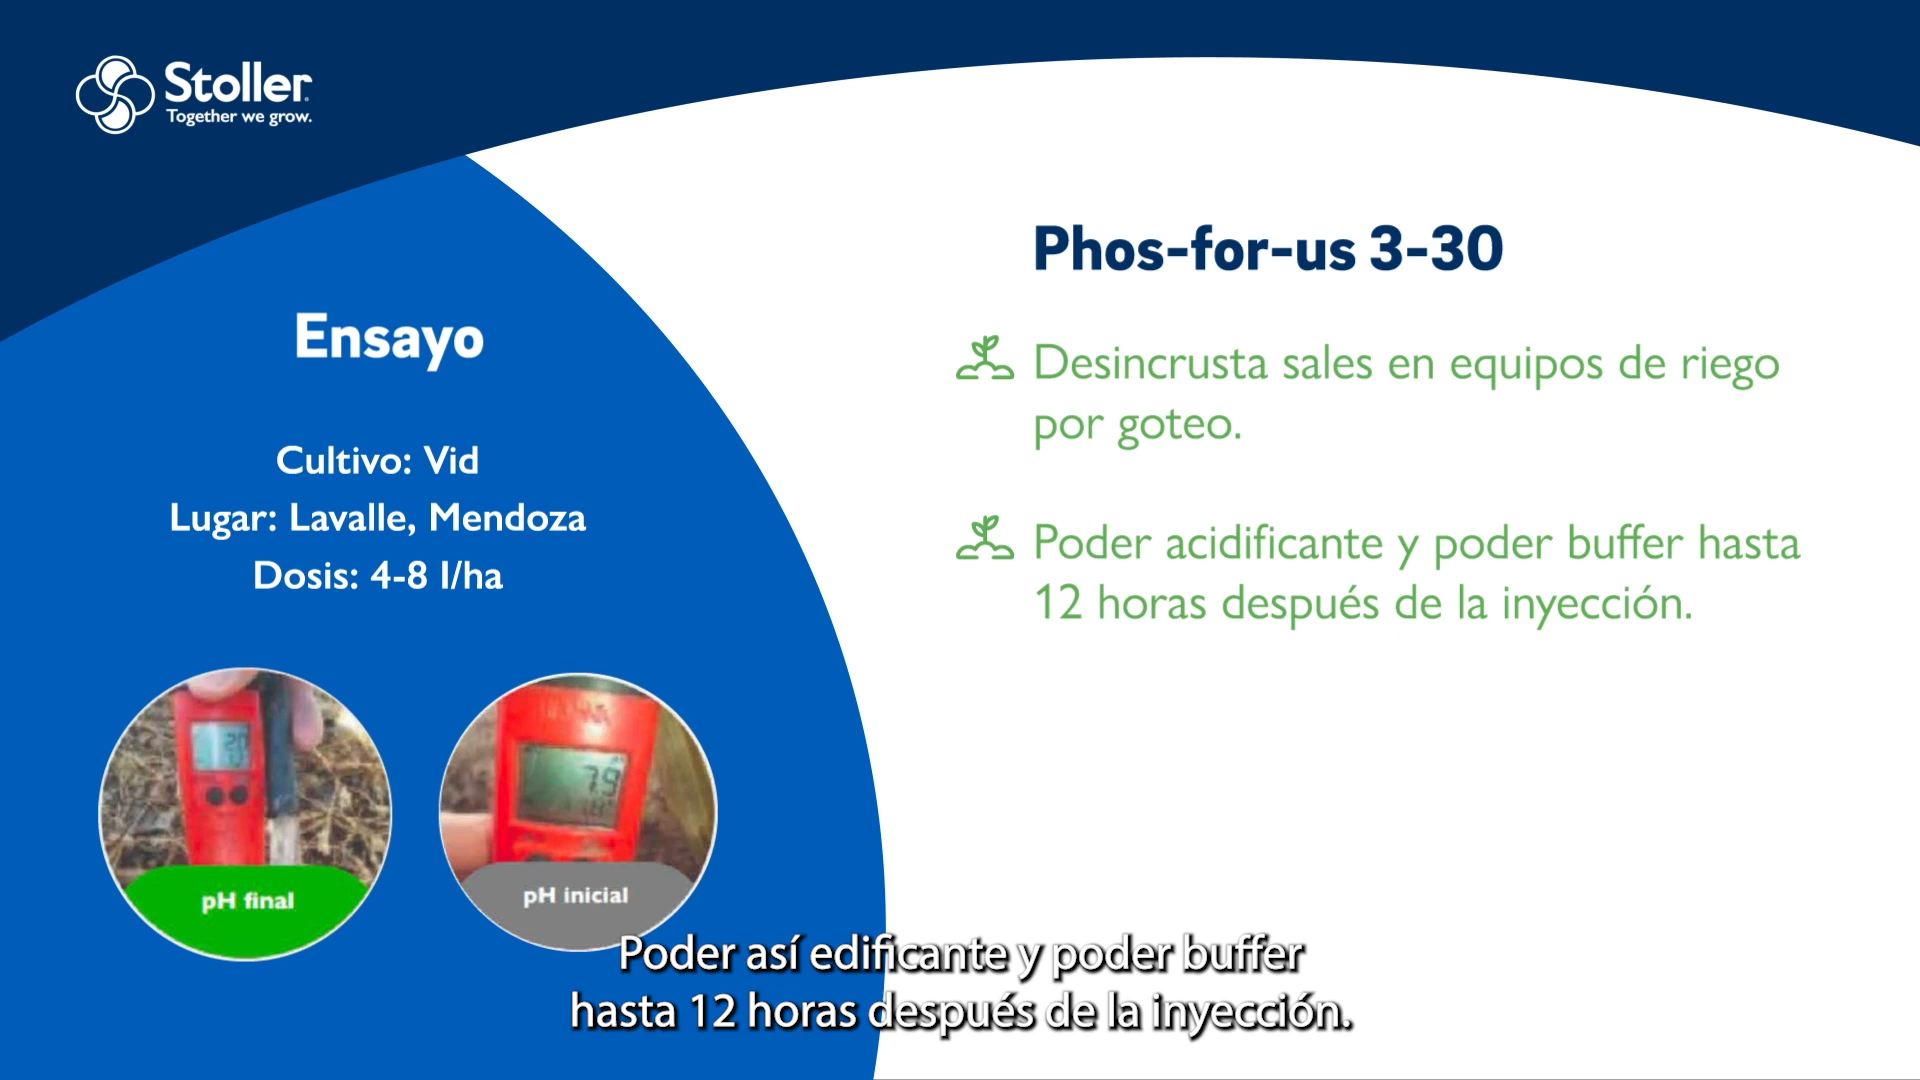 Stoller
Together we grow.
Ensayo
Cultivo: Vid
Lugar: Lavalle, Mendoza
Dosis: 4-8 l/ha
pH final
7.9
pH inicial
Phos-for-us 3-30
Desincrusta sales en equipos de riego
por goteo.
Poder acidificante y poder buffer hasta
12 horas después de la inyección.
Poder así edificante y poder buffer
hasta 12 horas después de la inyección.